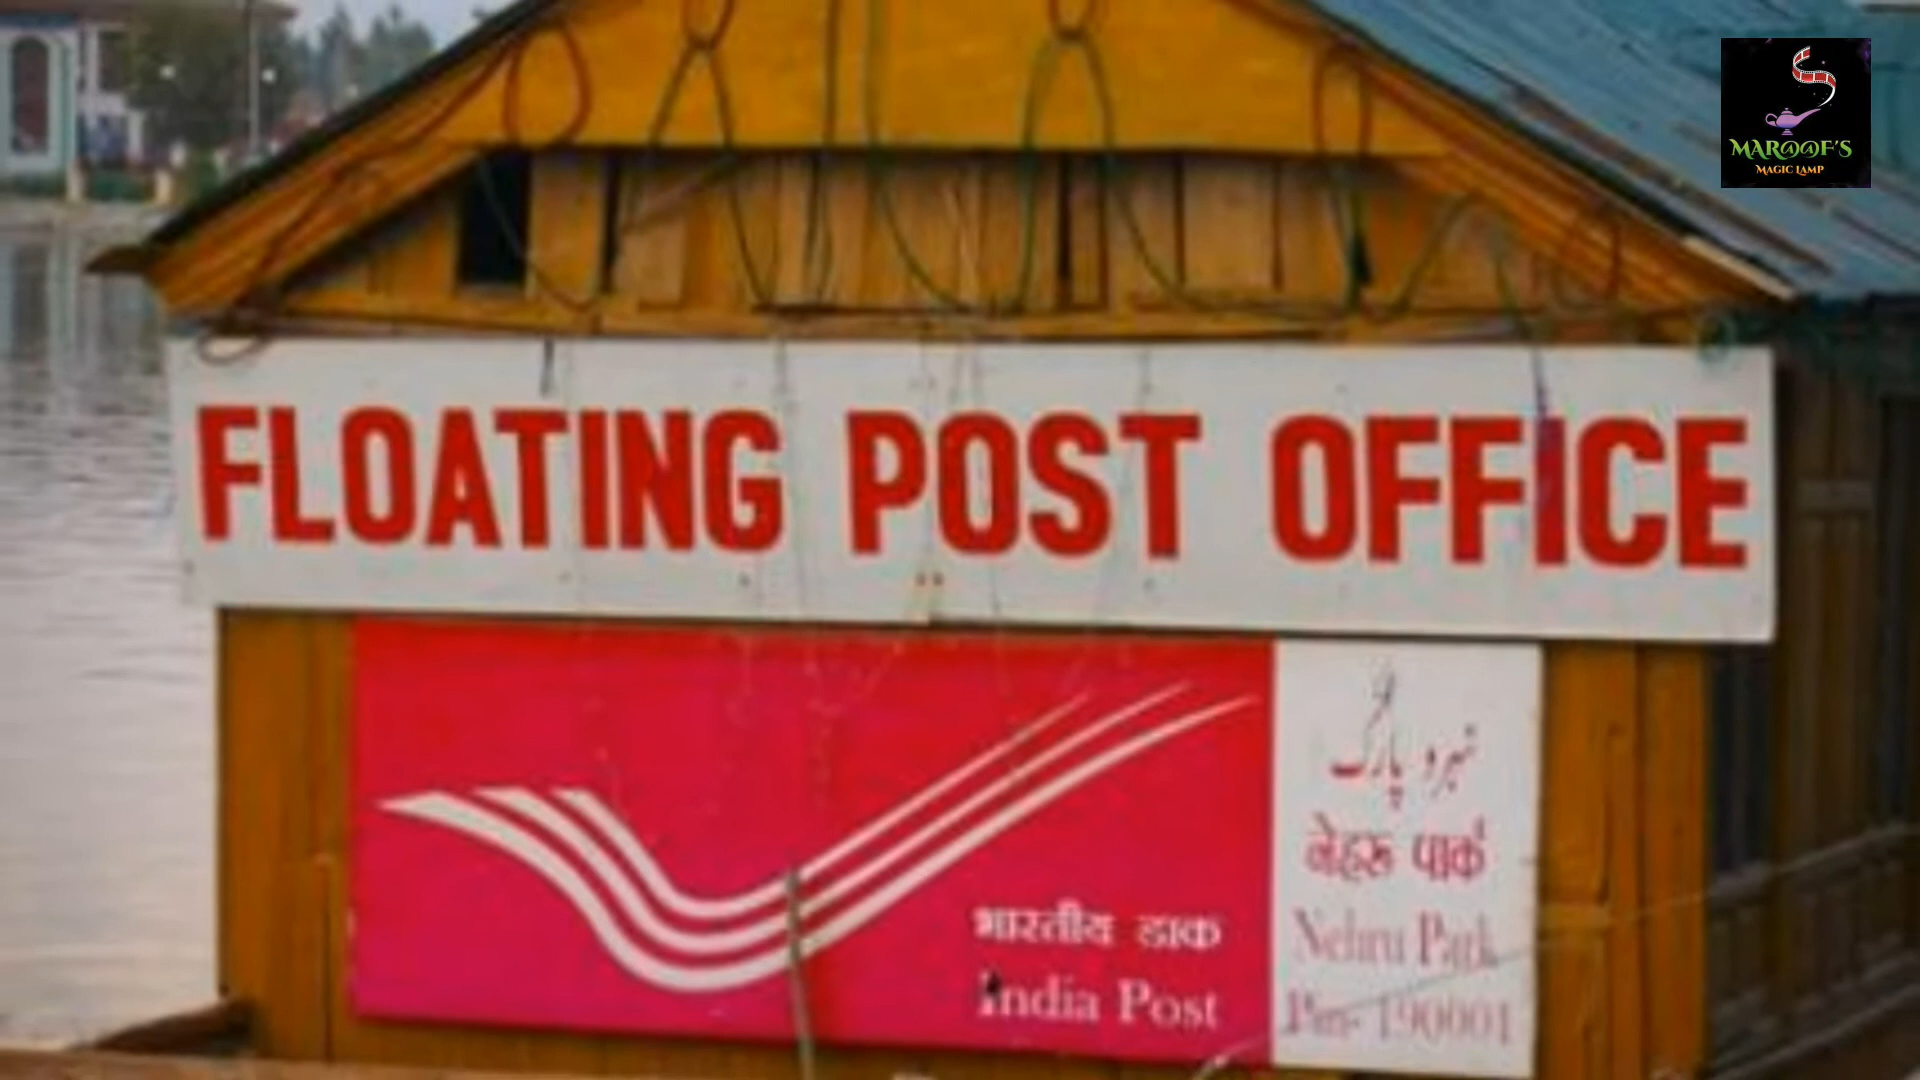 MAROOF'S
MAGIC LAMP
FLOATING POST OFFICE
نہرو پارک
नेहरू पार्क
Nehru Park
Pin- 190001
भारतीय डाक
India Post